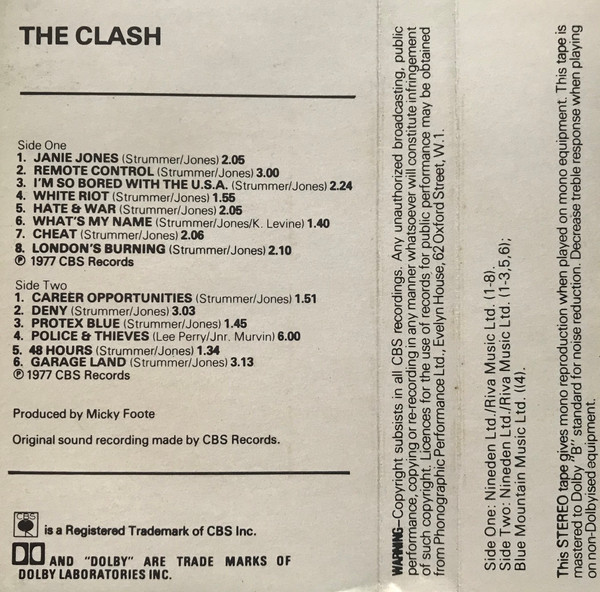 THE CLASH
Side One
1. JANIE JONES (Strummer/Jones) 2.05
2. REMOTE CONTROL (Strummer/Jones) 3.00
3. I'M SO BORED WITH THE U.S.A. (Strummer/Jones) 2.24
4. WHITE RIOT (Strummer/Jones) 1.55
5. HATE & WAR (Strummer/Jones) 2.05
6. WHAT'S MY NAME (Strummer/Jones/K. Levine) 1.40
7. CHEAT (Strummer/Jones) 2.06
8. LONDON'S BURNING (Strummer/Jones) 2.10
℗ 1977 CBS Records
Side Two
1. CAREER OPPORTUNITIES (Strummer/Jones) 1.51
2. DENY (Strummer/Jones) 3.03
3. PROTEX BLUE (Strummer/Jones) 1.45
4. POLICE & THIEVES (Lee Perry/Jnr. Murvin) 6.00
5. 48 HOURS (Strummer/Jones) 1.34
6. GARAGE LAND (Strummer/Jones) 3.13
℗ 1977 CBS Records
Produced by Micky Foote
Original sound recording made by CBS Records.
CBS is a Registered Trademark of CBS Inc.
AND "DOLBY" ARE TRADE MARKS OF
DOLBY LABORATORIES INC.
WARNING—Copyright subsists in all CBS recordings. Any unauthorized broadcasting, public
performance, copying or re-recording in any manner whatsoever will constitute infringement
of such copyright. Licences for the use of records for public performance may be obtained
from Phonographic Performance Ltd., Evelyn House, 62 Oxford Street, W.1.
Side One: Nineden Ltd./Riva Music Ltd. (1-8).
Side Two: Nineden Ltd./Riva Music Ltd. (1-3,5,6);
Blue Mountain Music Ltd. ((4).
This STEREO tape gives mono reproduction when played on mono equipment. This tape is
mastered to Dolby "B" standard for noise reduction. Decrease treble response when playing
on non-Dolbyised equipment.